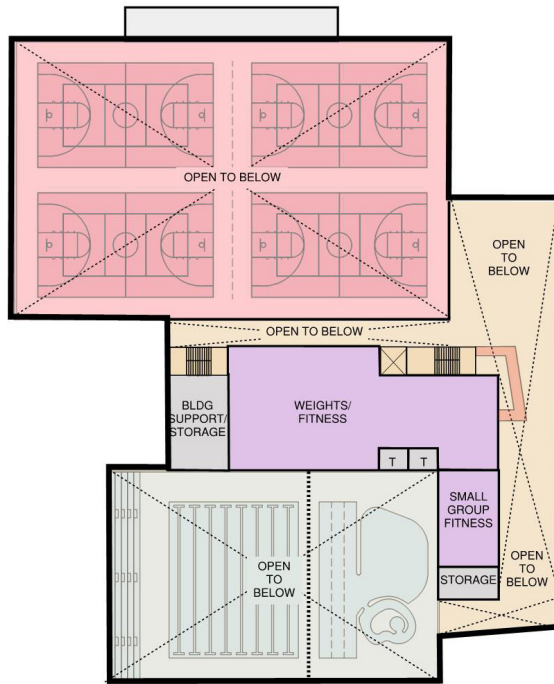 OPEN TO BELOW
OPEN
TO
BELOW
OPEN TO BELOW
BLDG
SUPPORT/
STORAGE
WEIGHTS/
FITNESS
T T
SMALL
GROUP
FITNESS
OPEN
TO
BELOW
OPEN
TO
BELOW
STORAGE